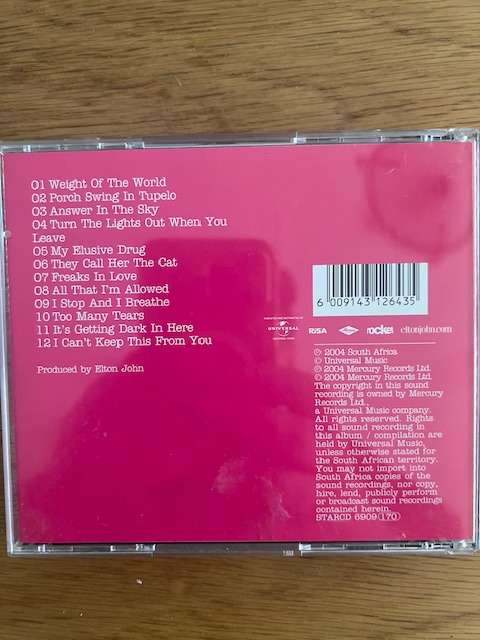 01 Weight Of The World
02 Porch Swing In Tupelo
03 Answer In The Sky
04 Turn The Lights Out When You
Leave
05 My Elusive Drug
06 They Call Her The Cat
07 Freaks In Love
08 All That I'm Allowed
09 I Stop And I Breathe
10 Too Many Tears
11 It's Getting Dark In Here
12 I Can't Keep This From You
Produced by Elton John
6 009143 126435
UNIVERSAL
RiSA
rocket
eltonjohn.com
℗ 2004 South Africa
© Universal Music
℗ 2004 Mercury Records Ltd.
© 2004 Mercury Records Ltd.
The copyright in this sound
recording is owned by Mercury
Records Ltd.,
a Universal Music company.
All rights reserved. Rights
to all sound recording in
this album / compilation are
held by Universal Music,
unless otherwise stated for
the South African territory.
You may not import into
South Africa copies of the
sound recordings, nor copy,
hire, lend, publicly perform
or broadcast sound recordings
contained herein.
STARCD 6909 170